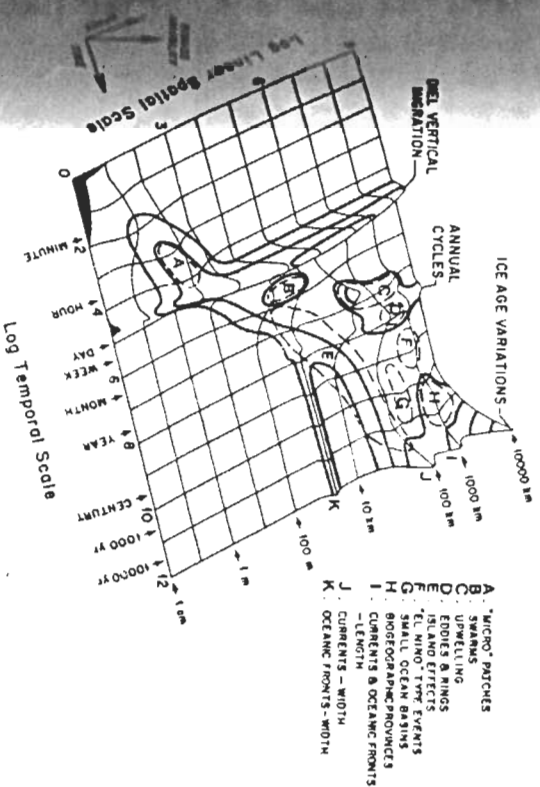 Log Linear Spatial Scale
6
3
0
DIEL VERTICAL
MIGRATION
ANNUAL
CYCLES
ICE AGE VARIATIONS
A
B
C
E
F
G
H
I
J
K
10000 km
1000 km
100 km
10 km
100 m
1 m
1 cm
2
MINUTE
4
HOUR
DAY
WEEK
6
MONTH
YEAR
8
CENTURY
10
1000 yr
10000 yr
12
Log Temporal Scale
A. "MICRO" PATCHES
B. SWARMS
C. UPWELLING
D. EDDIES & RINGS
E. ISLAND EFFECTS
F. "EL NINO" TYPE EVENTS
G. SMALL OCEAN BASINS
H. BIOGEOGRAPHIC PROVINCES
I. CURRENTS & OCEANIC FRONTS
-LENGTH
J. CURRENTS - WIDTH
K. OCEANIC FRONTS - WIDTH